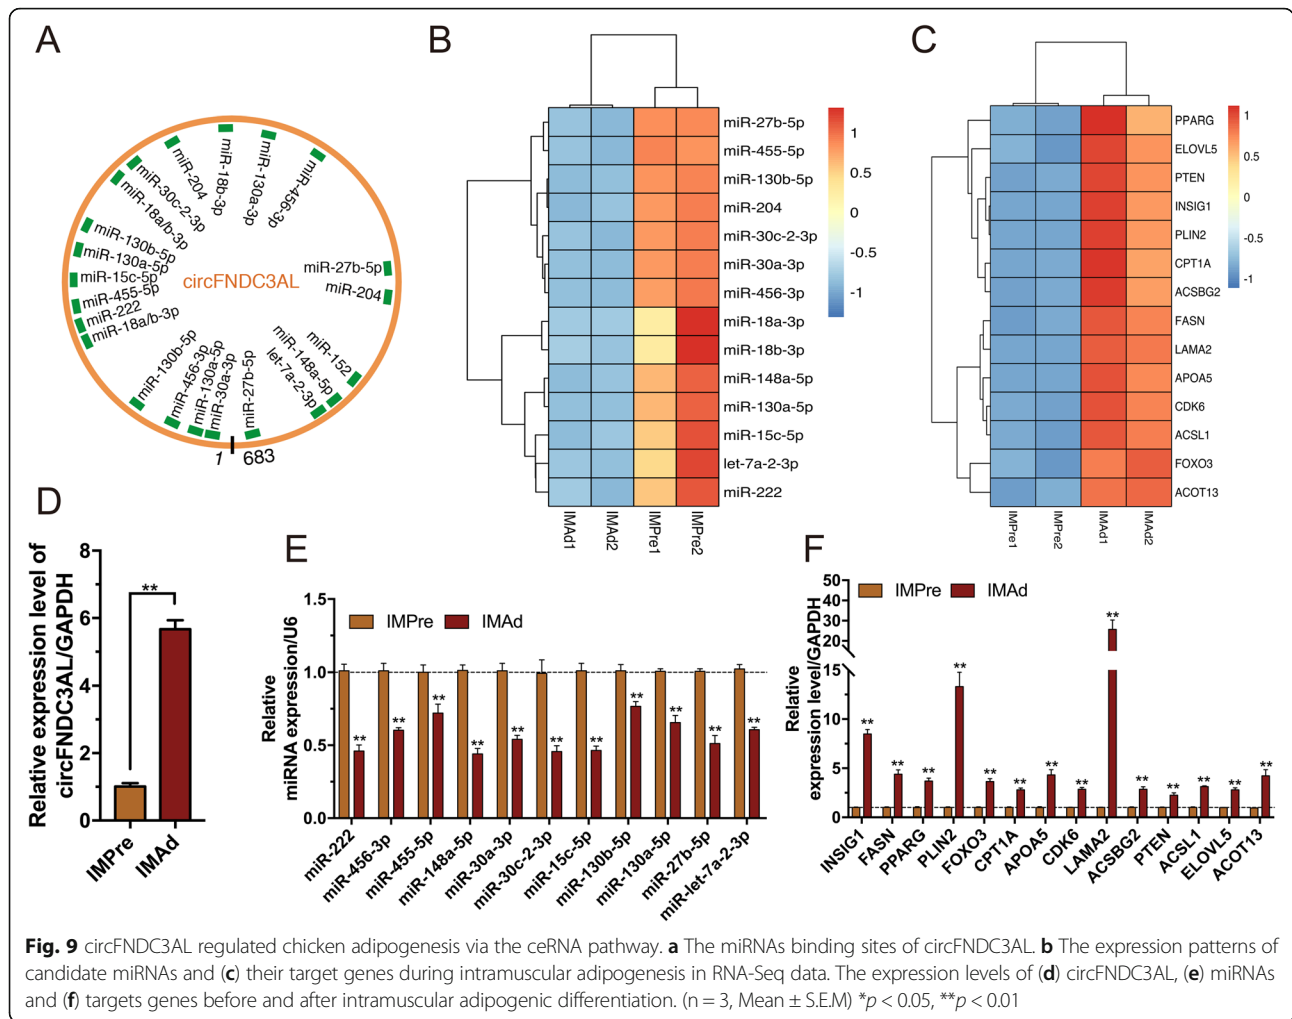 A
miR-456-3p
miR-130a-3p
miR-18b-3p
miR-204
miR-30c-2-3p
miR-18a/b-3p
miR-130b-5p
miR-130a-5p
miR-15c-5p
miR-455-5p
miR-222
miR-18a/b-3p
miR-130b-5p
miR-456-3p
miR-130a-5p
miR-30a-3p
miR-27b-5p
let-7a-2-3p
miR-148a-5p
miR-152
miR-204
miR-27b-5p
circFNDC3AL
1
683
B
miR-27b-5p
miR-455-5p
miR-130b-5p
miR-204
miR-30c-2-3p
miR-30a-3p
miR-456-3p
miR-18a-3p
miR-18b-3p
miR-148a-5p
miR-130a-5p
miR-15c-5p
let-7a-2-3p
miR-222
IMAd1
IMAd2
IMPre1
IMPre2
1
0.5
0
-0.5
-1
C
PPARG
ELOVL5
PTEN
INSIG1
PLIN2
CPT1A
ACSBG2
FASN
LAMA2
APOA5
CDK6
ACSL1
FOXO3
ACOT13
IMPre1
IMPre2
IMAd1
IMAd2
1
0.5
0
-0.5
-1
D
Relative expression level of
circFNDC3AL/GAPDH
8
6
4
2
0
**
IMPre
IMAd
E
Relative
miRNA expression/U6
1.5
1.0
0.5
0.0
IMPre
IMAd
**
**
**
**
**
**
**
**
**
**
**
miR-222
miR-456-3p
miR-455-5p
miR-148a-5p
miR-30a-3p
miR-30c-2-3p
miR-15c-5p
miR-130b-5p
miR-130a-5p
miR-27b-5p
miR-let-7a-2-3p
F
Relative
expression level/GAPDH
50
40
30
20
15
10
5
0
IMPre
IMAd
**
**
**
**
**
**
**
**
**
**
**
**
**
**
INSIG1
FASN
PPARG
PLIN2
FOXO3
CPT1A
APOA5
CDK6
LAMA2
ACSBG2
PTEN
ACSL1
ELOVL5
ACOT13
Fig. 9 circFNDC3AL regulated chicken adipogenesis via the ceRNA pathway. a The miRNAs binding sites of circFNDC3AL. b The expression patterns of
candidate miRNAs and (c) their target genes during intramuscular adipogenesis in RNA-Seq data. The expression levels of (d) circFNDC3AL, (e) miRNAs
and (f) targets genes before and after intramuscular adipogenic differentiation. (n = 3, Mean ± S.E.M) *p < 0.05, **p < 0.01